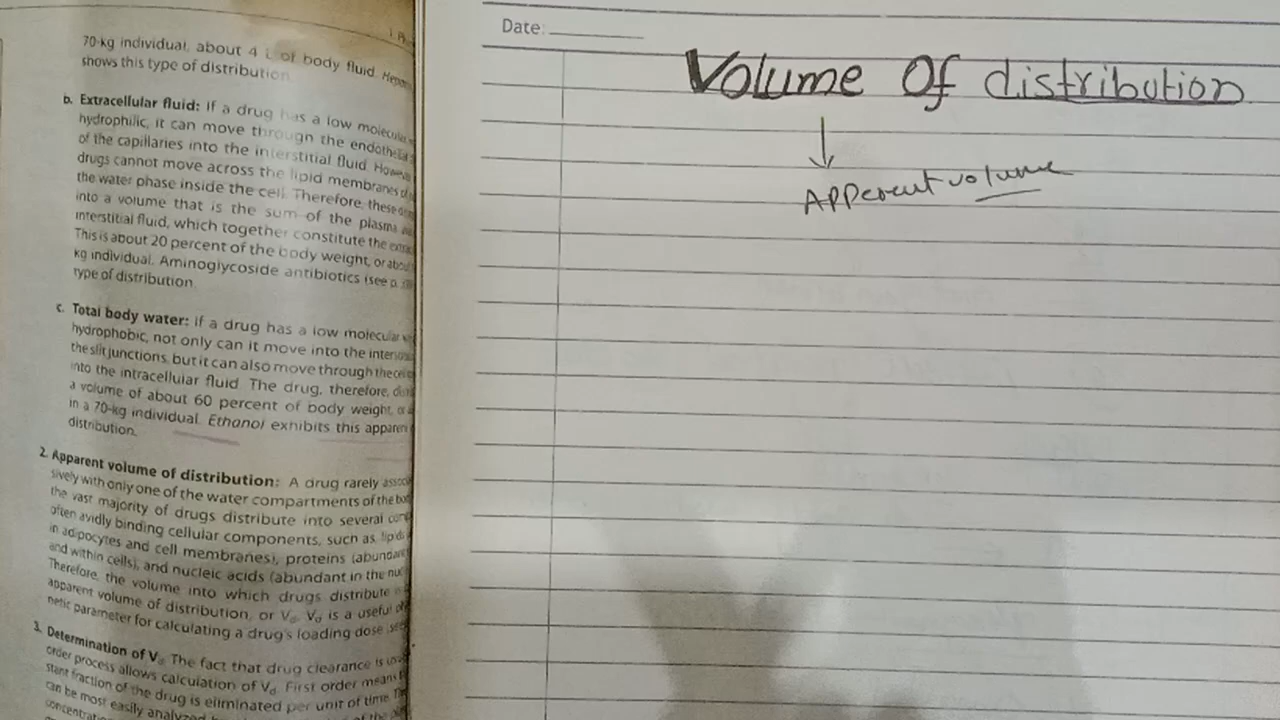 70-kg individual, about 4 L of body fluid.
shows this type of distribution
b. Extracellular fluid: If a drug has a low
hydrophilic, it can move through the
of the capillaries into the interstitial fluid.
drugs cannot move across the lipid membranes
the water phase inside the cell. Therefore, these
into a volume that is the sum of the plasma
interstitial fluid, which together constitute the
This is about 20 percent of the body weight, or
kg individual. Aminoglycoside antibiotics (see p.
type of distribution.
c. Total body water: If a drug has a low
hydrophobic, not only can it move into the
the slit junctions, but it can also move through the
into the intracellular fluid. The drug, therefore,
a volume of about 60 percent of body weight,
in a 70-kg individual. Ethanol exhibits this
distribution.
2. Apparent volume of distribution: A drug rarely
sively with only one of the water compartments of the
the vast majority of drugs distribute into several
often avidly binding cellular components, such as
in adipocytes and cell membranes), proteins
and within cells), and nucleic acids (abundant in the
Therefore, the volume into which drugs distribute
apparent volume of distribution, or Vd. Vd is a useful
netic parameter for calculating a drug's loading dose
3. Determination of Vd The fact that drug clearance is
order process allows calculation of Vd. First order means
stant fraction of the drug is eliminated per unit of time.
can be most easily analyzed
Date:
Volume Of distribution
↓
Apperent volume